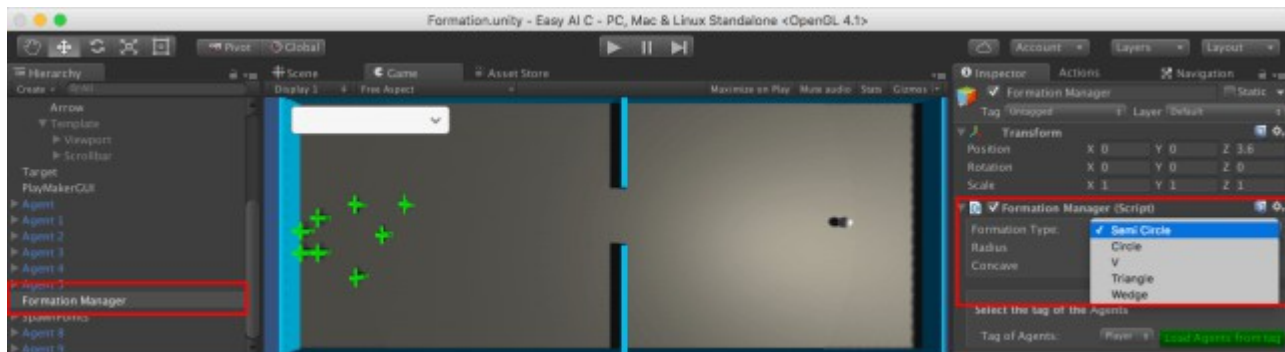 Formation.unity - Easy AI C - PC, Mac & Linux Standalone <OpenGL 4.1>
Pivot Global Account Layers Layout
Hierarchy Scene Game Asset Store Inspector Actions Navigation
Create All Display 1 Free Aspect Maximize on Play Mute audio Stats Gizmos Formation Manager Static
Arrow Tag Untagged Layer Default
Template Transform
Viewport Position X 0 Y 0 Z 3.6
Scrollbar Rotation X 0 Y 0 Z 0
Target Scale X 1 Y 1 Z 1
PlayMakerGUI
Agent Formation Manager (Script)
Agent 1 Formation Type: Semi Circle
Agent 2 Radius Circle
Agent 3 Concave V
Agent 4 Triangle
Agent 5 Wedge
Formation Manager Select the tag of the Agents
SpawnPoints
Agent 8 Tag of Agents: Player Load Agents from tag
Agent 9